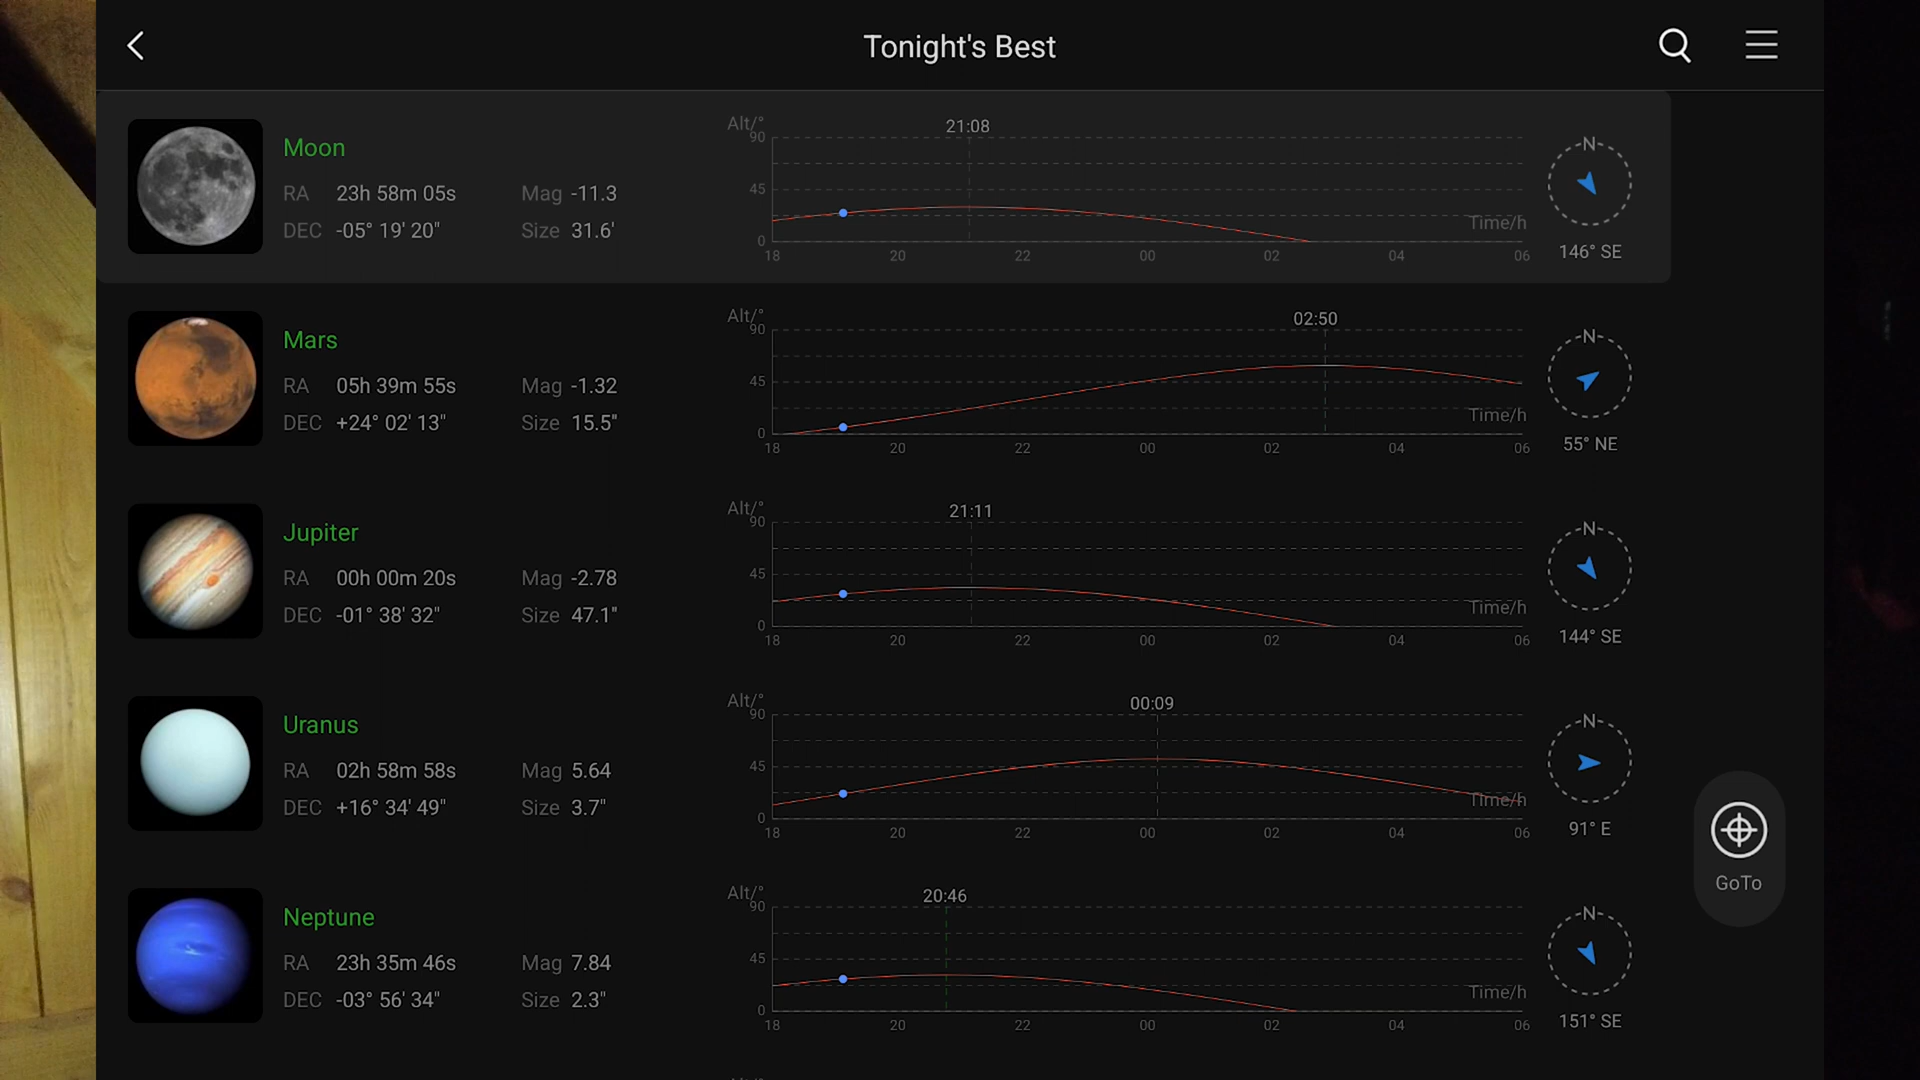 Tonight's Best
Moon
RA 23h 58m 05s Mag -11.3
DEC -05° 19' 20" Size 31.6'
Alt/°
90
45
0
21:08
Time/h
18 20 22 00 02 04 06
N
146° SE
Mars
RA 05h 39m 55s Mag -1.32
DEC +24° 02' 13" Size 15.5"
Alt/°
90
45
0
02:50
Time/h
18 20 22 00 02 04 06
N
55° NE
Jupiter
RA 00h 00m 20s Mag -2.78
DEC -01° 38' 32" Size 47.1"
Alt/°
90
45
0
21:11
Time/h
18 20 22 00 02 04 06
N
144° SE
Uranus
RA 02h 58m 58s Mag 5.64
DEC +16° 34' 49" Size 3.7"
Alt/°
90
45
0
00:09
Time/h
18 20 22 00 02 04 06
N
91° E
Neptune
RA 23h 35m 46s Mag 7.84
DEC -03° 56' 34" Size 2.3"
Alt/°
90
45
0
20:46
Time/h
18 20 22 00 02 04 06
N
151° SE
GoTo